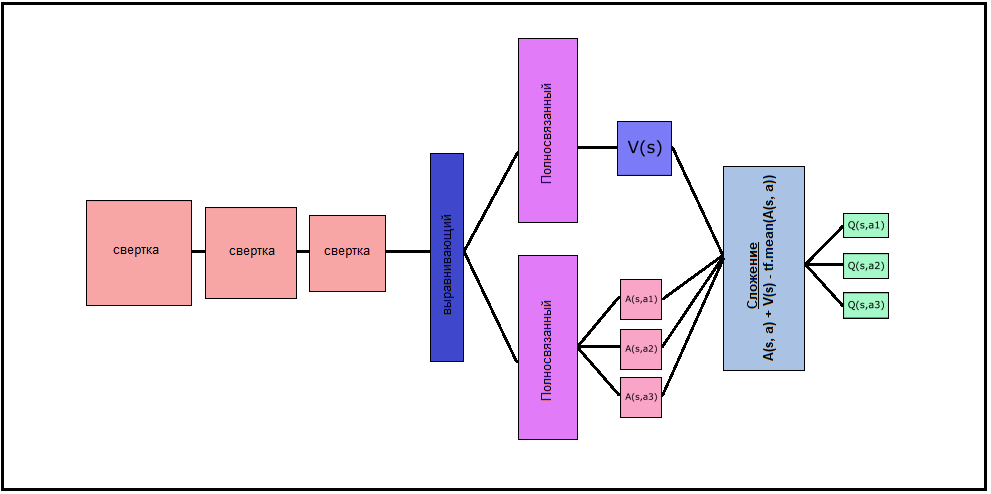 свертка
свертка
свертка
выравнивающий
Полносвязанный
V(s)
Полносвязанный
A(s,a1)
A(s,a2)
A(s,a3)
Сложение
A(s, a) + V(s) - tf.mean(A(s, a))
Q(s,a1)
Q(s,a2)
Q(s,a3)